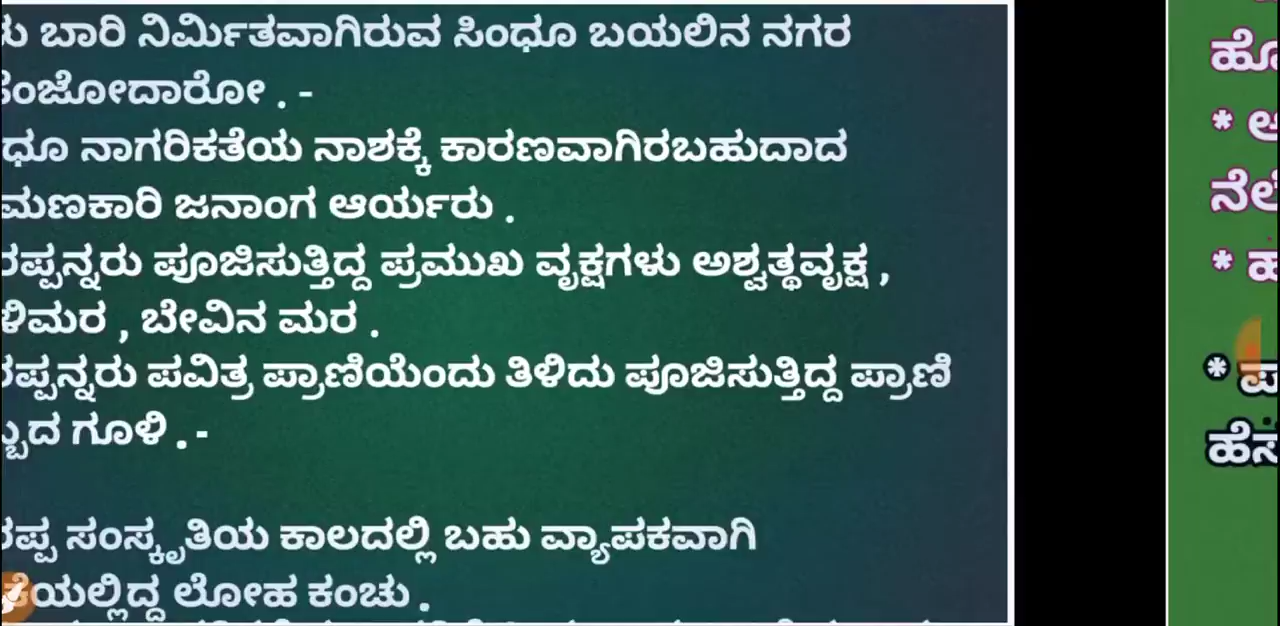 ಬಾರಿ ನಿರ್ಮಿತವಾಗಿರುವ ಸಿಂಧೂ ಬಯಲಿನ ನಗರ
ಂಜೋದಾರೋ . -
ಧೂ ನಾಗರಿಕತೆಯ ನಾಶಕ್ಕೆ ಕಾರಣವಾಗಿರಬಹುದಾದ
ಮಣಕಾರಿ ಜನಾಂಗ ಆರ್ಯರು .
ರಪ್ಪನ್ನರು ಪೂಜಿಸುತ್ತಿದ್ದ ಪ್ರಮುಖ ವೃಕ್ಷಗಳು ಅಶ್ವತ್ಥವೃಕ್ಷ ,
ಳಿಮರ , ಬೇವಿನ ಮರ .
ರಪ್ಪನ್ನರು ಪವಿತ್ರ ಪ್ರಾಣಿಯೆಂದು ತಿಳಿದು ಪೂಜಿಸುತ್ತಿದ್ದ ಪ್ರಾಣಿ
ಬ್ಬದ ಗೂಳಿ . -
ರಪ್ಪ ಸಂಸ್ಕೃತಿಯ ಕಾಲದಲ್ಲಿ ಬಹು ವ್ಯಾಪಕವಾಗಿ
ಕೆಯಲ್ಲಿದ್ದ ಲೋಹ ಕಂಚು .
ಹೊ
*
ನೆಲೆ
* ಹ
* ಪ
ಹೆಸ